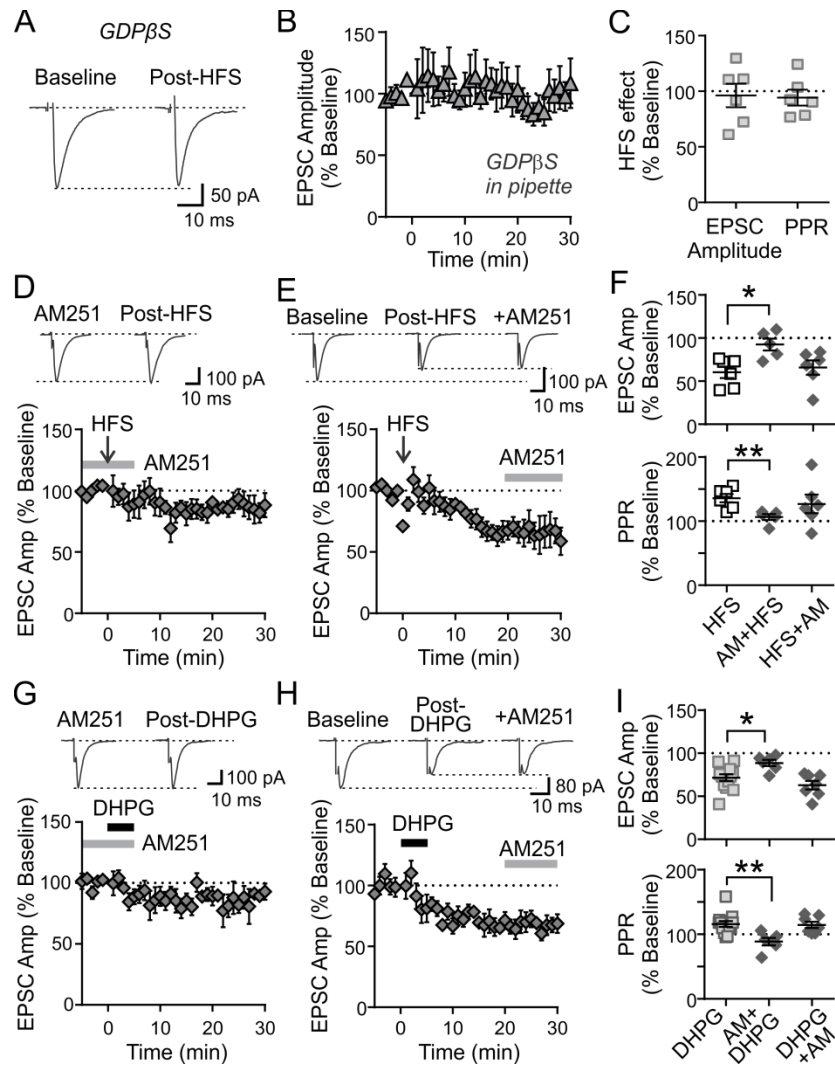 A
GDPβS
Baseline Post-HFS
50 pA
10 ms
B
EPSC Amplitude
(% Baseline)
150
100
50
0
GDPβS
in pipette
0 10 20 30
Time (min)
C
HFS effect
(% Baseline)
150
100
50
0
EPSC
Amplitude
PPR
D
AM251 Post-HFS
100 pA
10 ms
HFS
AM251
EPSC Amp (% Baseline)
150
100
50
0
0 10 20 30
Time (min)
E
Baseline Post-HFS +AM251
100 pA
10 ms
HFS
AM251
EPSC Amp (% Baseline)
150
100
50
0
0 10 20 30
Time (min)
F
EPSC Amp
(% Baseline)
150
100
50
0
*
PPR
(% Baseline)
200
150
100
50
0
**
HFS
AM+HFS
HFS+AM
G
AM251 Post-DHPG
100 pA
10 ms
DHPG
AM251
EPSC Amp (% Baseline)
150
100
50
0
0 10 20 30
Time (min)
H
Baseline
Post-
DHPG
+AM251
80 pA
10 ms
DHPG
AM251
EPSC Amp (% Baseline)
150
100
50
0
0 10 20 30
Time (min)
I
EPSC Amp
(% Baseline)
150
100
50
0
*
PPR
(% Baseline)
200
150
100
50
0
**
DHPG
AM+
DHPG
DHPG
+AM